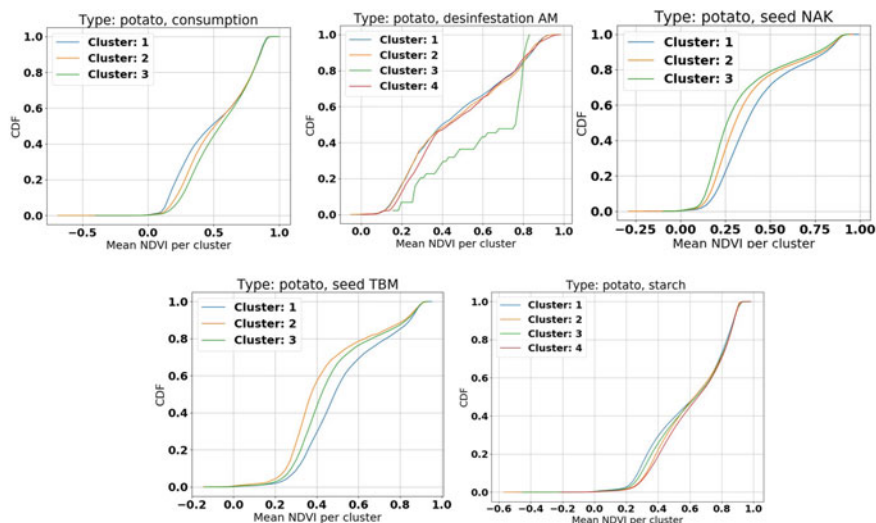 Type: potato, consumption
1.0
0.8
0.6
0.4
0.2
0.0
CDF
Cluster: 1
Cluster: 2
Cluster: 3
−0.5 0.0 0.5 1.0
Mean NDVI per cluster
Type: potato, desinfestation AM
1.0
0.8
0.6
0.4
0.2
0.0
CDF
Cluster: 1
Cluster: 2
Cluster: 3
Cluster: 4
0.0 0.2 0.4 0.6 0.8 1.0
Mean NDVI per cluster
Type: potato, seed NAK
1.0
0.8
0.6
0.4
0.2
0.0
CDF
Cluster: 1
Cluster: 2
Cluster: 3
−0.25 0.00 0.25 0.50 0.75 1.00
Mean NDVI per cluster
Type: potato, seed TBM
1.0
0.8
0.6
0.4
0.2
0.0
CDF
Cluster: 1
Cluster: 2
Cluster: 3
−0.2 0.0 0.2 0.4 0.6 0.8 1.0
Mean NDVI per cluster
Type: potato, starch
1.0
0.8
0.6
0.4
0.2
0.0
CDF
Cluster: 1
Cluster: 2
Cluster: 3
Cluster: 4
−0.6 −0.4 −0.2 0.0 0.2 0.4 0.6 0.8 1.0
Mean NDVI per cluster